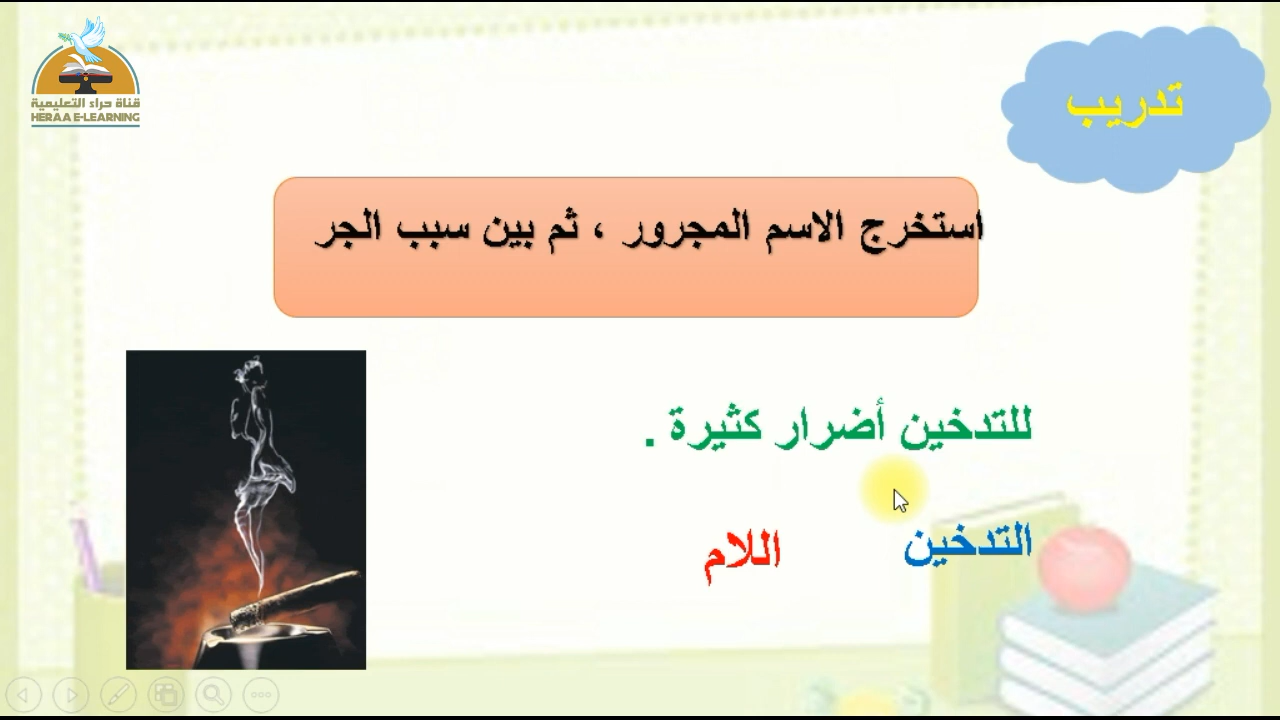 قناة حراء التعليمية
HERAA E-LEARNING
تدريب
استخرج الاسم المجرور ، ثم بين سبب الجر
للتدخين أضرار كثيرة .
التدخين اللام